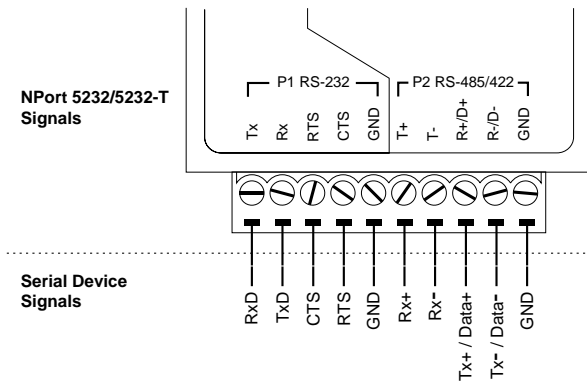 P1 RS-232
P2 RS-485/422
NPort 5232/5232-T
Signals
Tx
Rx
RTS
CTS
GND
T+
T-
R+/D+
R-/D-
GND
Serial Device
Signals
RxD
TxD
CTS
RTS
GND
Rx+
Rx-
Tx+ / Data+
Tx- / Data-
GND